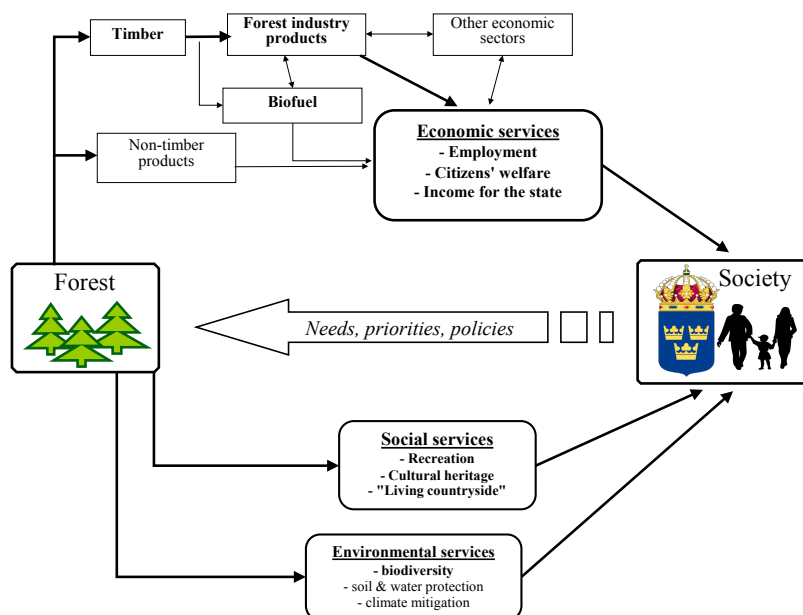 Timber
Forest industry
products
Other economic
sectors
Biofuel
Non-timber
products
Economic services
- Employment
- Citizens' welfare
- Income for the state
Forest
Needs, priorities, policies
Society
Social services
- Recreation
- Cultural heritage
- "Living countryside"
Environmental services
- biodiversity
- soil & water protection
- climate mitigation